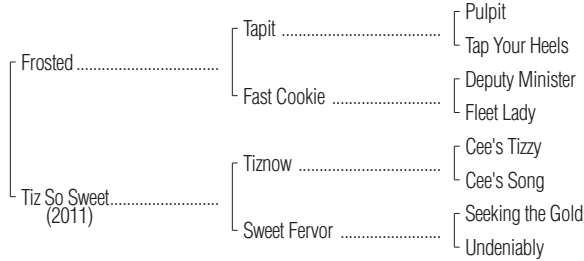 Pulpit
Tapit ..........................................
Tap Your Heels
Frosted ......................................
Deputy Minister
Fast Cookie ................................
Fleet Lady
Cee's Tizzy
Tiznow ......................................
Cee's Song
Tiz So Sweet.............................
(2011)
Seeking the Gold
Sweet Fervor ..............................
Undeniably